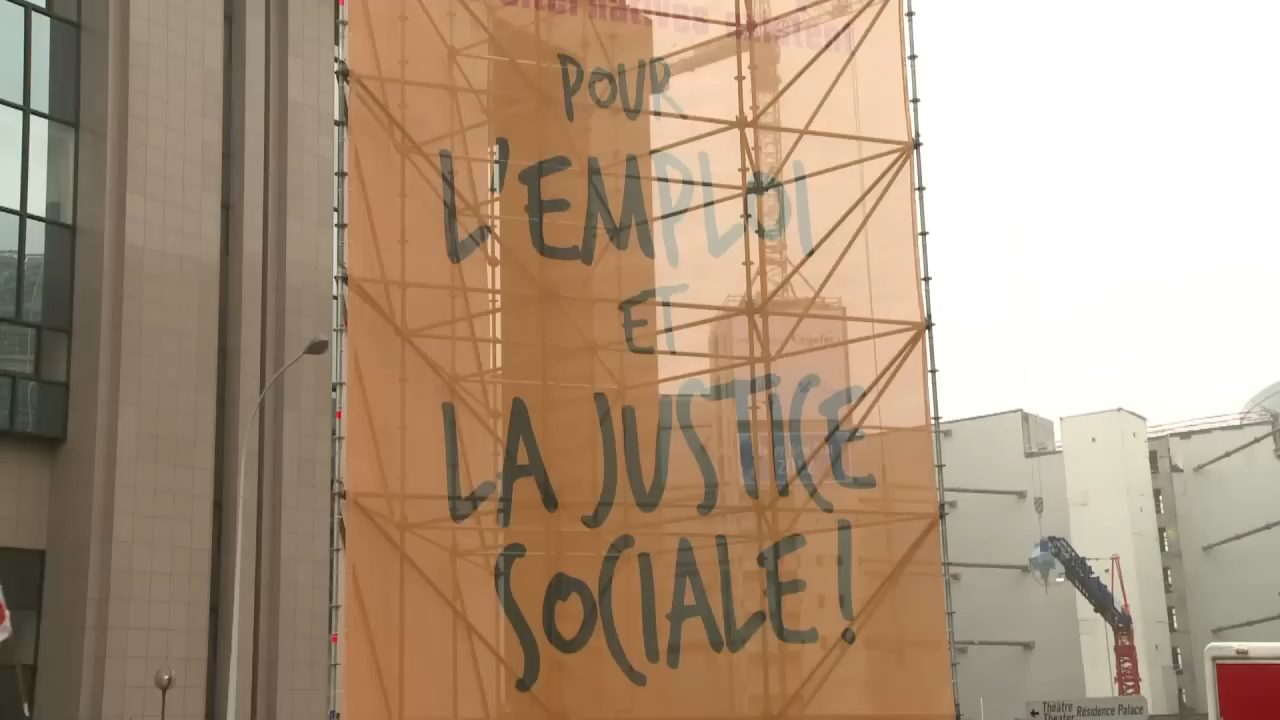 POUR
L'EMPLOI
ET
LA JUSTICE
SOCIALE !
Théâtre
Theater
Résidence Palace